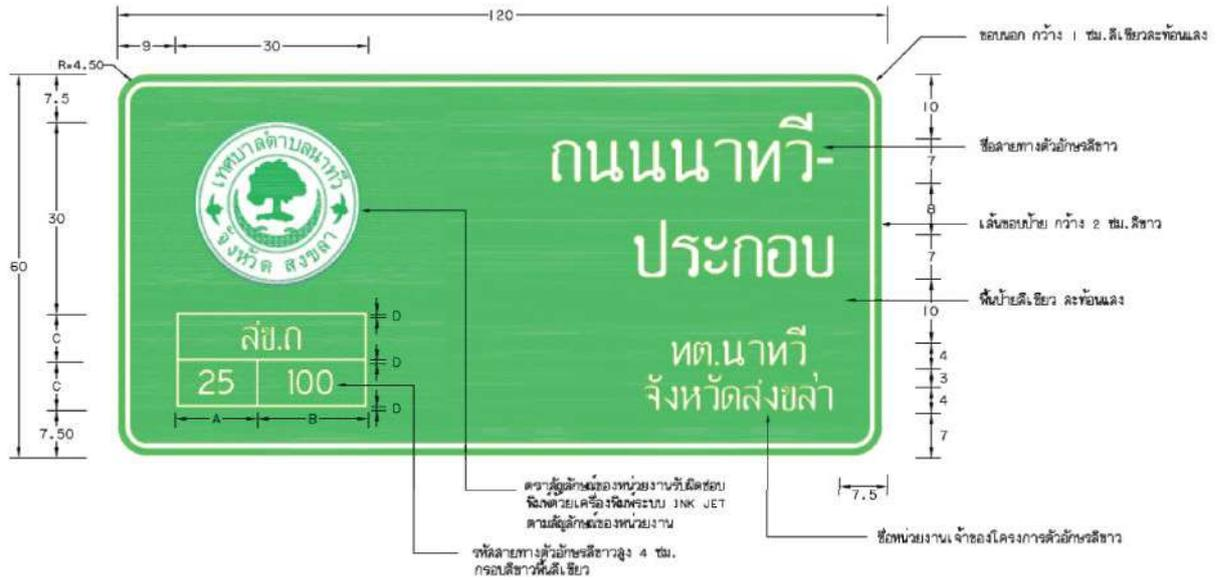 120
9
30
R=4.50
ขอบนอก กว้าง 1 ซม.สีเขียวสะท้อนแสง
60
7.5
30
C
C
7.50
เทศบาลตำบลนาทวี
จังหวัด สงขลา
ถนนนาทวี-
ประกอบ
10
7
8
7
10
4
3
4
7
ชื่อสายทางตัวอักษรสีขาว
เส้นขอบป้าย กว้าง 2 ซม.สีขาว
พื้นป้ายสีเขียว สะท้อนแสง
สข.ถ
25
100
D
D
D
A
B
ทต.นาทวี
จังหวัดสงขลา
7.5
ตราสัญลักษณ์ของหน่วยงานรับผิดชอบ
พิมพ์ด้วยเครื่องพิมพ์ระบบ INK JET
ตามสัญลักษณ์ของหน่วยงาน
ชื่อหน่วยงานเจ้าของโครงการตัวอักษรสีขาว
รหัสสายทางตัวอักษรสีขาวสูง 4 ซม.
กรอบสีขาวพื้นสีเขียว